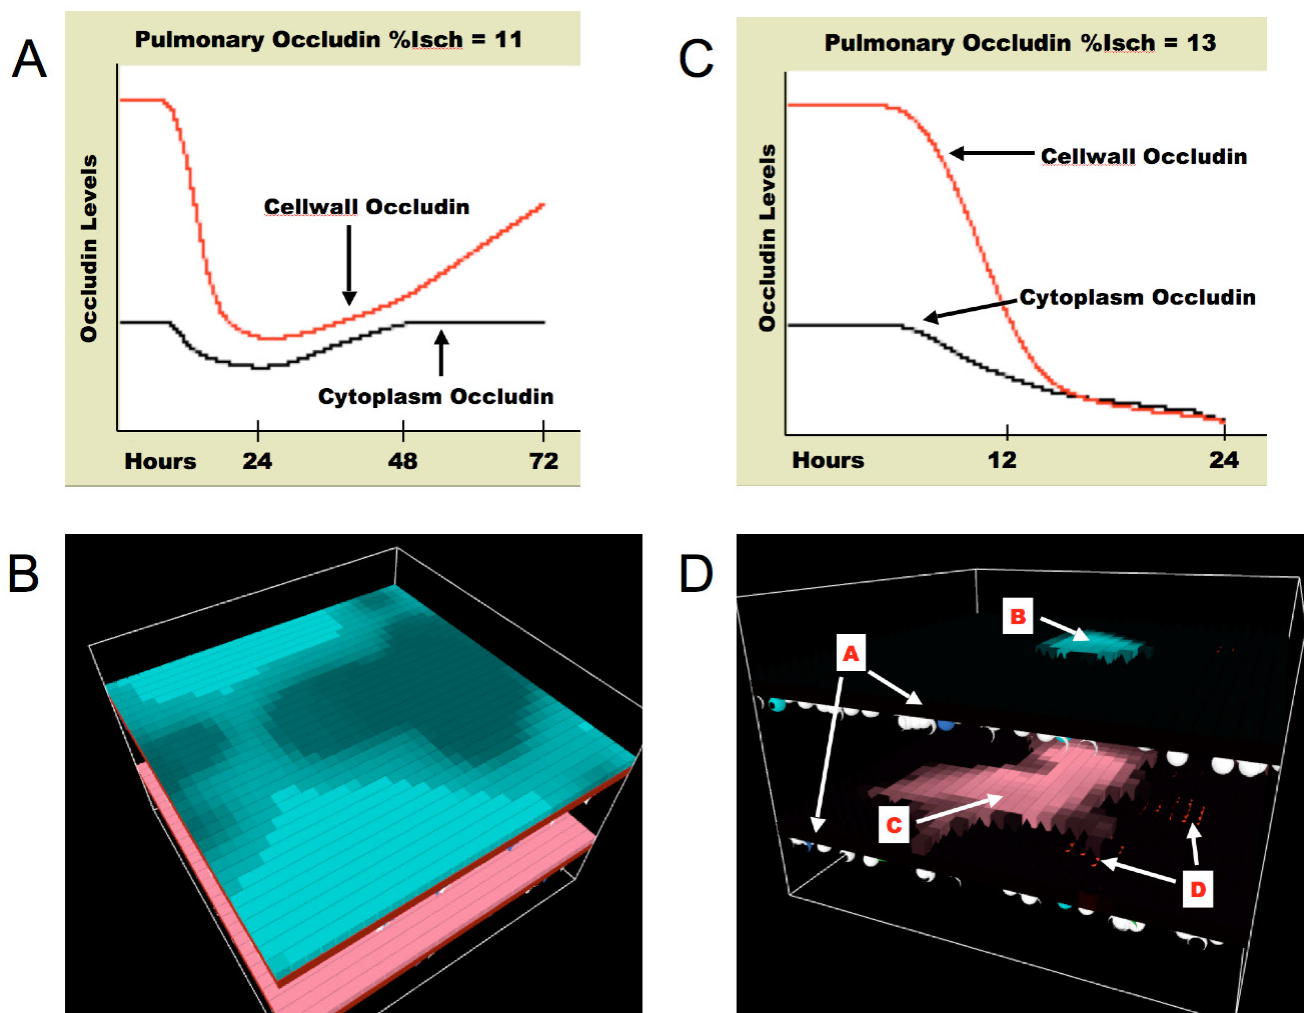 A
Pulmonary Occludin %Isch = 11
Occludin Levels
Cellwall Occludin
Cytoplasm Occludin
Hours 24 48 72
C
Pulmonary Occludin %Isch = 13
Occludin Levels
Cellwall Occludin
Cytoplasm Occludin
Hours 12 24
B
D
B
A
C
D